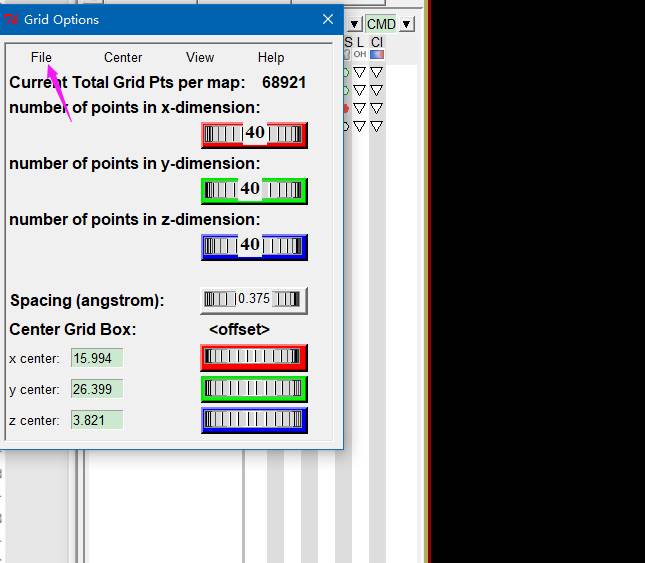 Grid Options
CMD
S L Cl
OH
File Center View Help
Current Total Grid Pts per map: 68921
number of points in x-dimension:
40
number of points in y-dimension:
40
number of points in z-dimension:
40
Spacing (angstrom): 0.375
Center Grid Box: <offset>
x center: 15.994
y center: 26.399
z center: 3.821